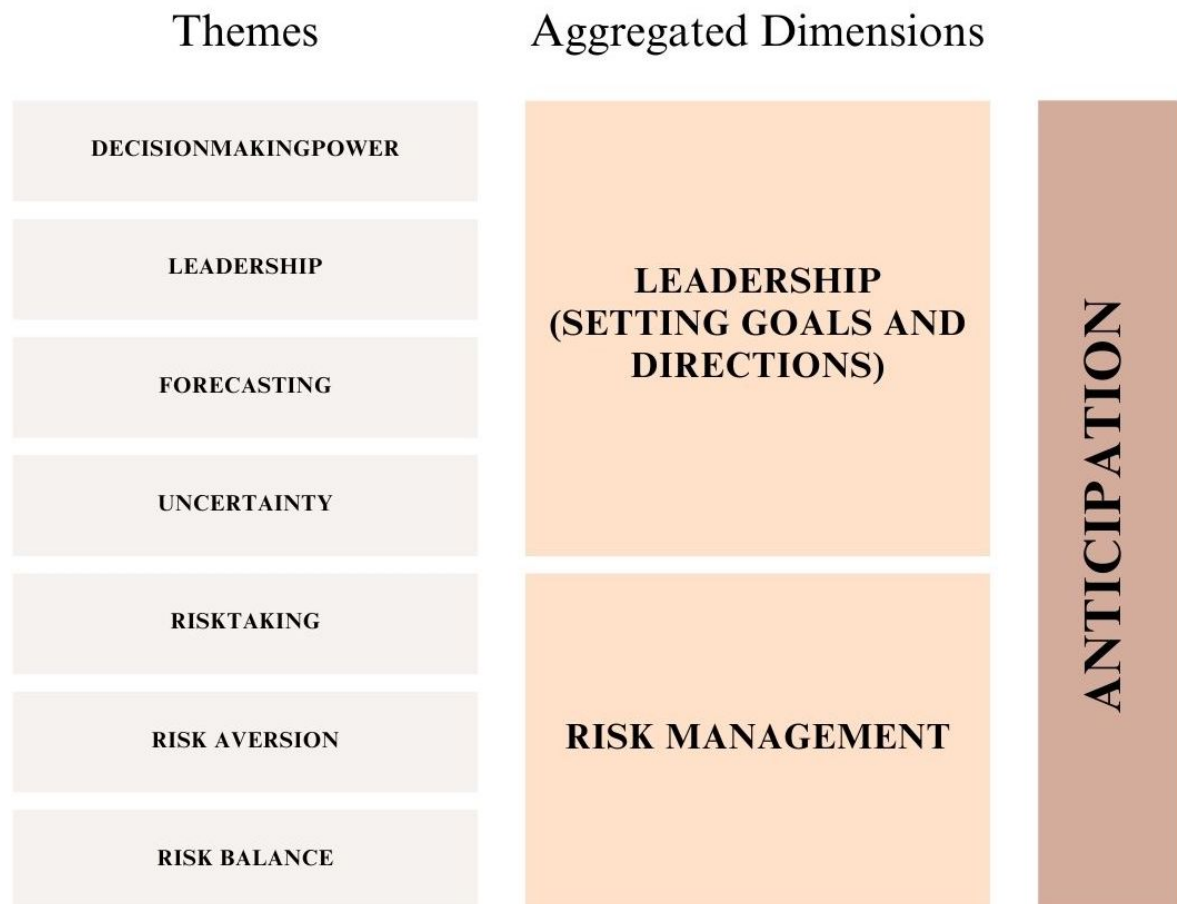 Themes
Aggregated Dimensions
DECISIONMAKINGPOWER
LEADERSHIP
FORECASTING
UNCERTAINTY
RISKTAKING
RISK AVERSION
RISK BALANCE
LEADERSHIP
(SETTING GOALS AND
DIRECTIONS)
RISK MANAGEMENT
ANTICIPATION